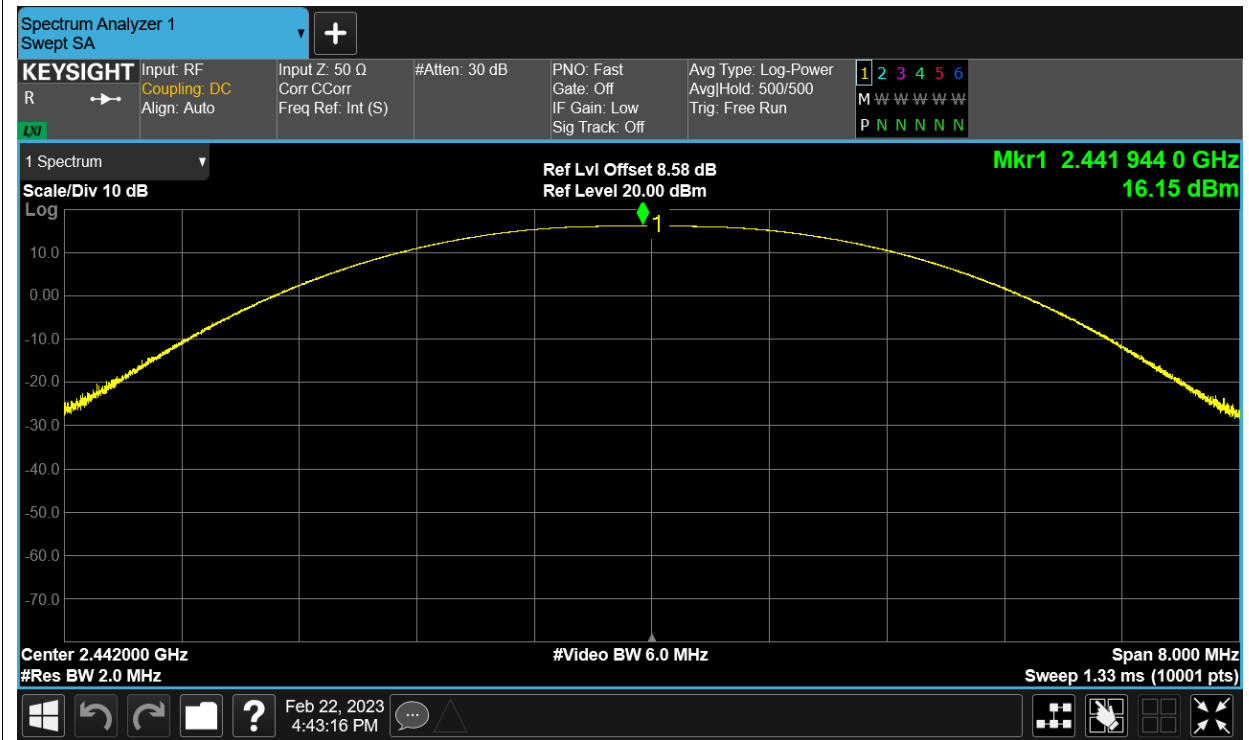 Spectrum Analyzer 1
Swept SA
KEYSIGHT
R
LXI
Input: RF
Coupling: DC
Align: Auto
Input Z: 50 Ω
Corr CCorr
Freq Ref: Int (S)
#Atten: 30 dB
PNO: Fast
Gate: Off
IF Gain: Low
Sig Track: Off
Avg Type: Log-Power
Avg|Hold: 500/500
Trig: Free Run
1 2 3 4 5 6
M W W W W W
P N N N N N
1 Spectrum
Scale/Div 10 dB
Log
Ref Lvl Offset 8.58 dB
Ref Level 20.00 dBm
Mkr1 2.441 944 0 GHz
16.15 dBm
1
10.0
0.00
-10.0
-20.0
-30.0
-40.0
-50.0
-60.0
-70.0
Center 2.442000 GHz
#Res BW 2.0 MHz
#Video BW 6.0 MHz
Span 8.000 MHz
Sweep 1.33 ms (10001 pts)
?
Feb 22, 2023
4:43:16 PM